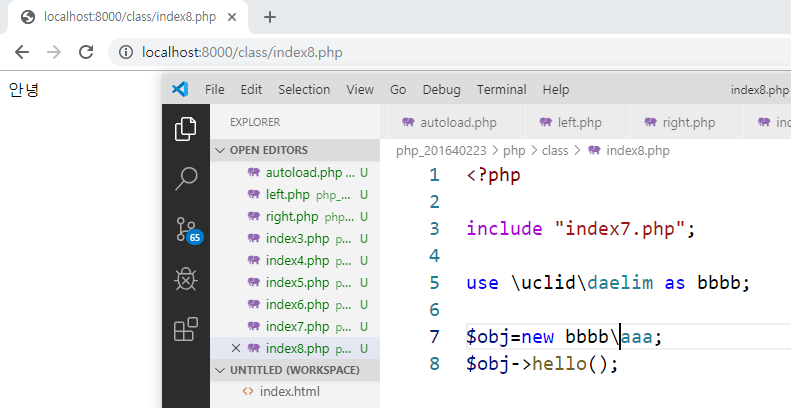 localhost:8000/class/index8.php
localhost:8000/class/index8.php
안녕
File Edit Selection View Go Debug Terminal Help index8.php
EXPLORER
autoload.php left.php right.php
OPEN EDITORS
php_201640223 > php > class > index8.php
autoload.php ... U
left.php php_... U
right.php php... U
index3.php p... U
index4.php p... U
index5.php p... U
index6.php p... U
index7.php p... U
index8.php p... U
UNTITLED (WORKSPACE)
index.html
65
1 <?php
2
3 include "index7.php";
4
5 use \uclid\daelim as bbbb;
6
7 $obj=new bbbb\aaa;
8 $obj->hello();